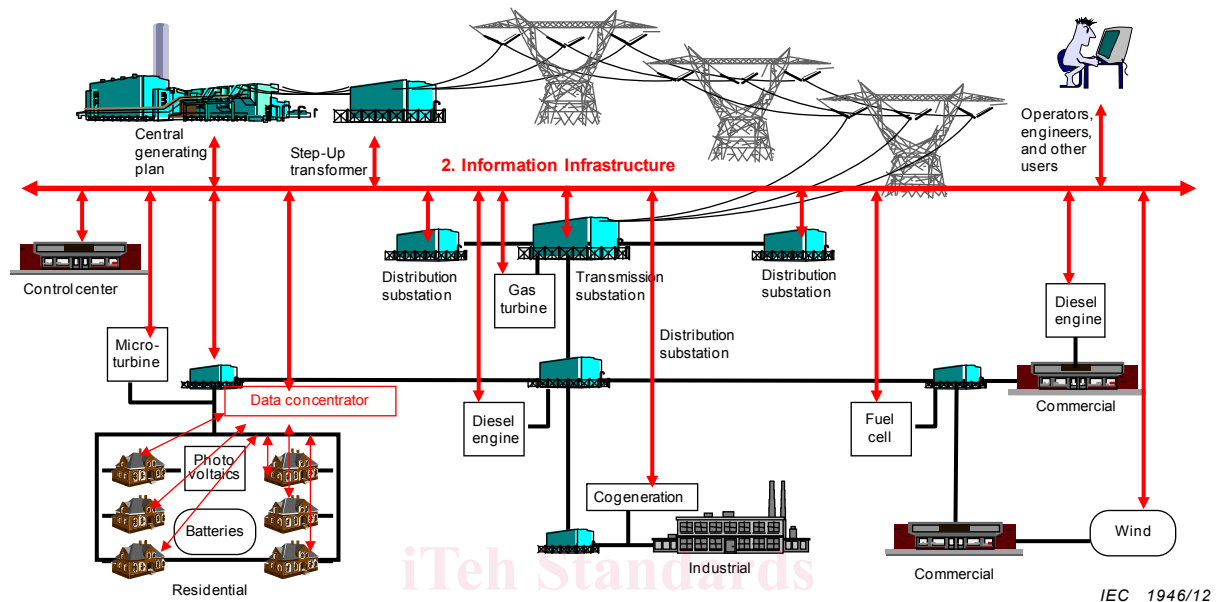 Central
generating
plan
Step-Up
transformer
2. Information Infrastructure
Operators,
engineers,
and other
users
Control center
Distribution
substation
Gas
turbine
Transmission
substation
Distribution
substation
Diesel
engine
Micro-
turbine
Distribution
substation
Data concentrator
Diesel
engine
Fuel
cell
Commercial
Photo
voltaics
Batteries
Cogeneration
Wind
Residential
Industrial
Commercial
iTeh Standards
IEC 1946/12